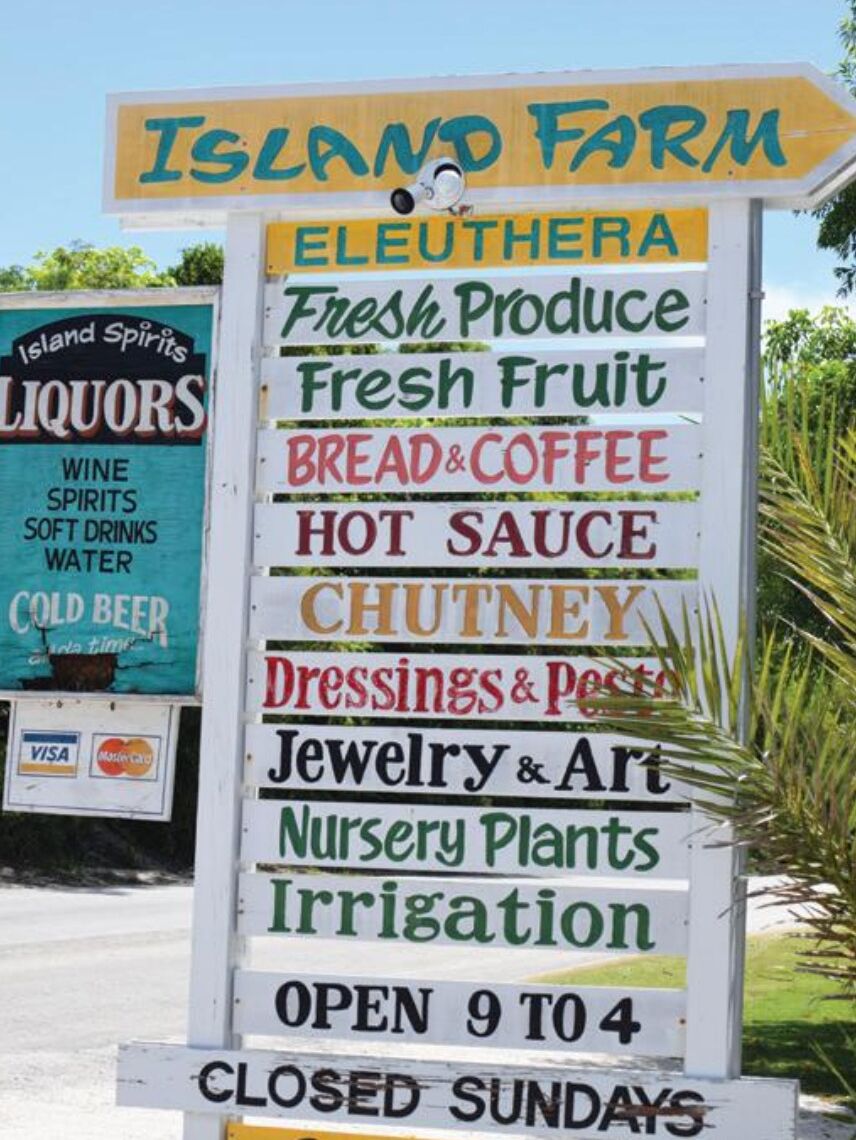 ISLAND FARM
ELEUTHERA
Fresh Produce
Fresh Fruit
BREAD & COFFEE
HOT SAUCE
CHUTNEY
Dressings & Pesto
Jewelry & Art
Nursery Plants
Irrigation
OPEN 9 TO 4
CLOSED SUNDAYS
Island Spirits
LIQUORS
WINE
SPIRITS
SOFT DRINKS
WATER
COLD BEER
time
VISA
MasterCard